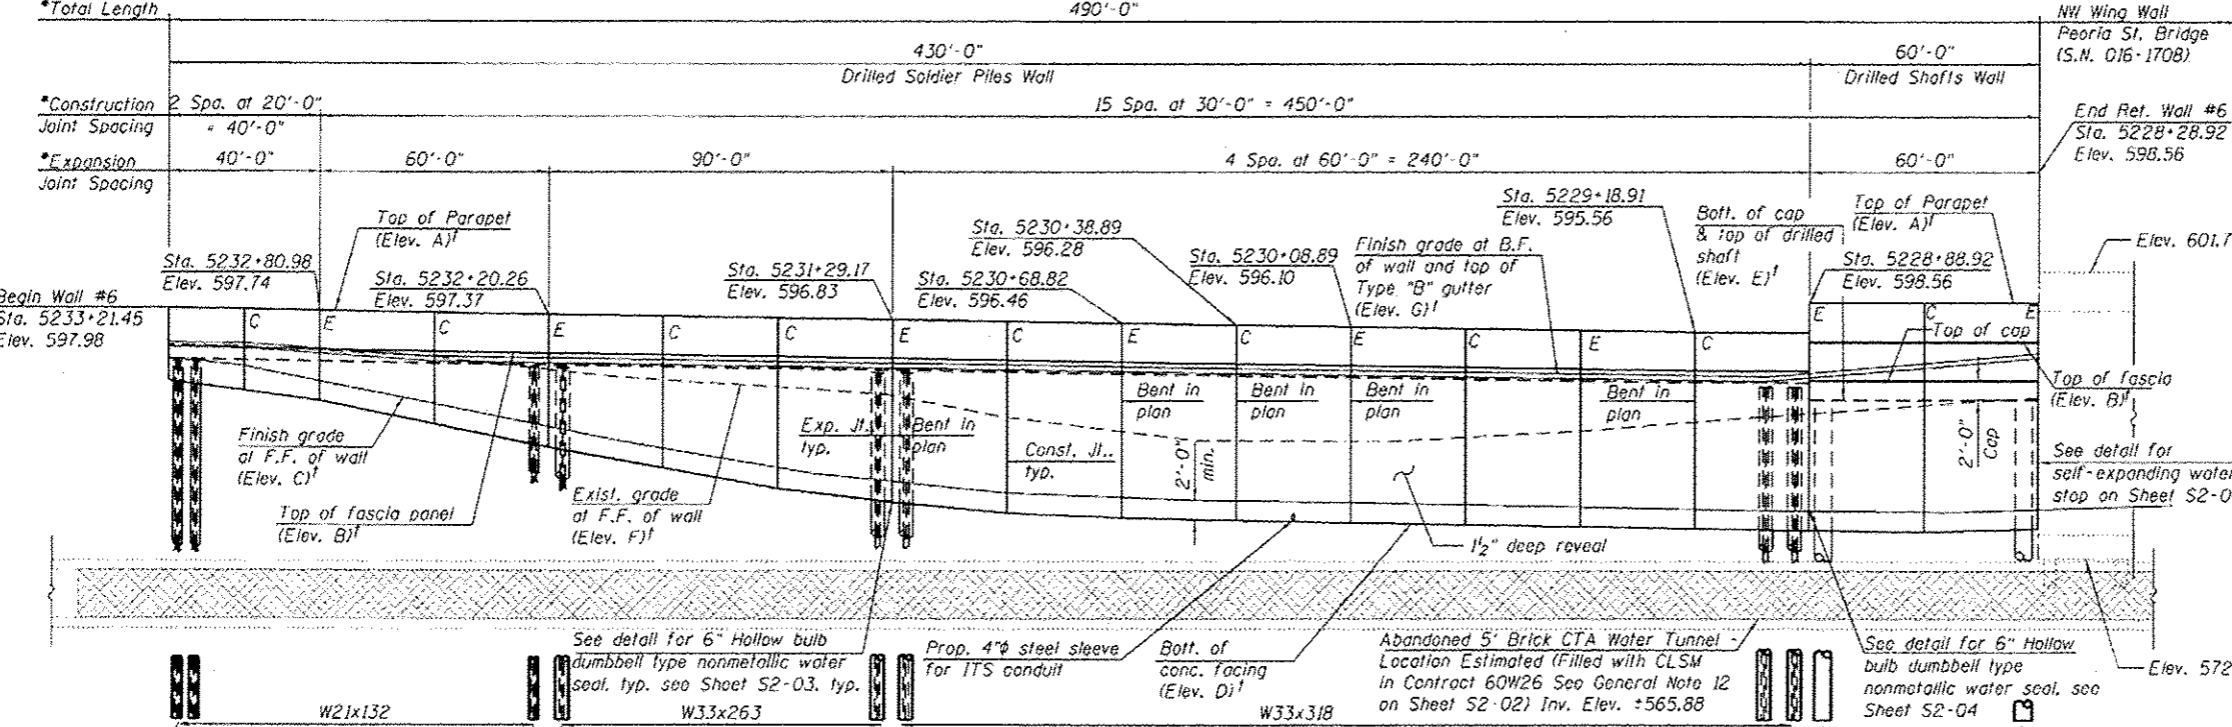 *Total Length
490'-0"
NW Wing Wall
Peoria St. Bridge
(S.N. 016-1708)
430'-0"
Drilled Soldier Piles Wall
60'-0"
Drilled Shafts Wall
*Construction
Joint Spacing
2 Spa. at 20'-0"
= 40'-0"
15 Spa. at 30'-0" = 450'-0"
End Ret. Wall #6
Sta. 5228+28.92
Elev. 598.56
*Expansion
Joint Spacing
40'-0"
60'-0"
90'-0"
4 Spa. at 60'-0" = 240'-0"
60'-0"
Top of Parapet
(Elev. A)†
Sta. 5232+80.98
Elev. 597.74
Sta. 5232+20.26
Elev. 597.37
Sta. 5231+29.17
Elev. 596.83
Sta. 5230+68.82
Elev. 596.46
Sta. 5230+38.89
Elev. 596.28
Sta. 5230+08.89
Elev. 596.10
Finish grade at B.F.
of wall and top of
Type "B" gutter
(Elev. G)†
Sta. 5229+18.91
Elev. 595.56
Bott. of cap
& top of drilled
shaft
(Elev. E)†
Top of Parapet
(Elev. A)†
Sta. 5228+88.92
Elev. 598.56
Elev. 601.7
Begin Wall #6
Sta. 5233+21.45
Elev. 597.98
C
E
C
E
C
C
E
C
E
C
E
C
E
C
E
C
E
Top of cap
Top of fascia
(Elev. B)†
Finish grade
at F.F. of wall
(Elev. C)†
Top of fascia panel
(Elev. B)†
Exist. grade
at F.F. of wall
(Elev. F)†
Exp. Jt.
typ.
Bent in
plan
Const. Jt.
typ.
Bent in
plan
Bent in
plan
Bent in
plan
Bent in
plan
2'-0"
min.
2'-0"
Cap
1½" deep reveal
See detail for
self-expanding water
stop on Sheet S2-0
See detail for 6" Hollow bulb
dumbbell type nonmetallic water
seal, typ. see Sheet S2-03, typ.
Prop. 4"ϕ steel sleeve
for ITS conduit
Bott. of
conc. facing
(Elev. D)†
Abandoned 5' Brick CTA Water Tunnel -
Location Estimated (Filled with CLSM
in Contract 60W26 See General Note 12
on Sheet S2-02) Inv. Elev. ±565.88
See detail for 6" Hollow
bulb dumbbell type
nonmetallic water seal, see
Sheet S2-04
Elev. 572
W21x132
W33x263
W33x318